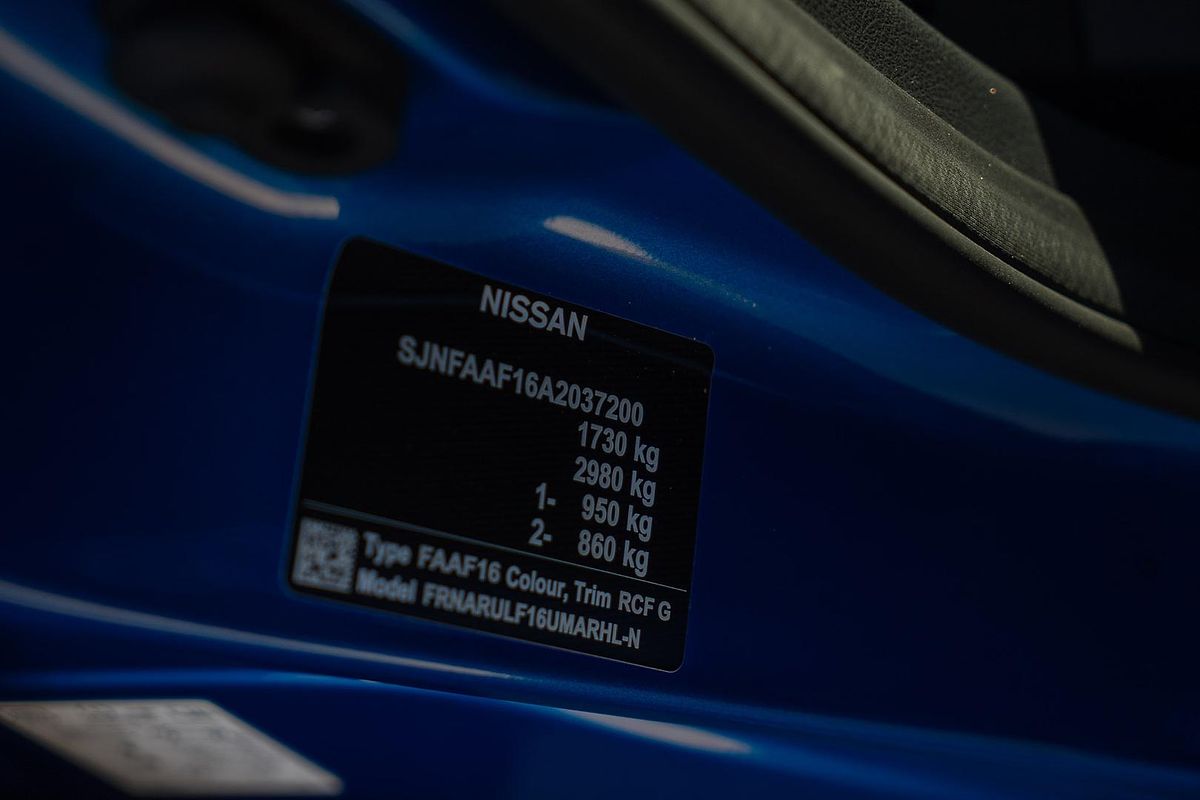 NISSAN
SJNFAAF16A2037200
1730 kg
2980 kg
1- 950 kg
2- 860 kg
Type FAAF16 Colour, Trim RCF G
Model FRNARULF16UMARHL-N